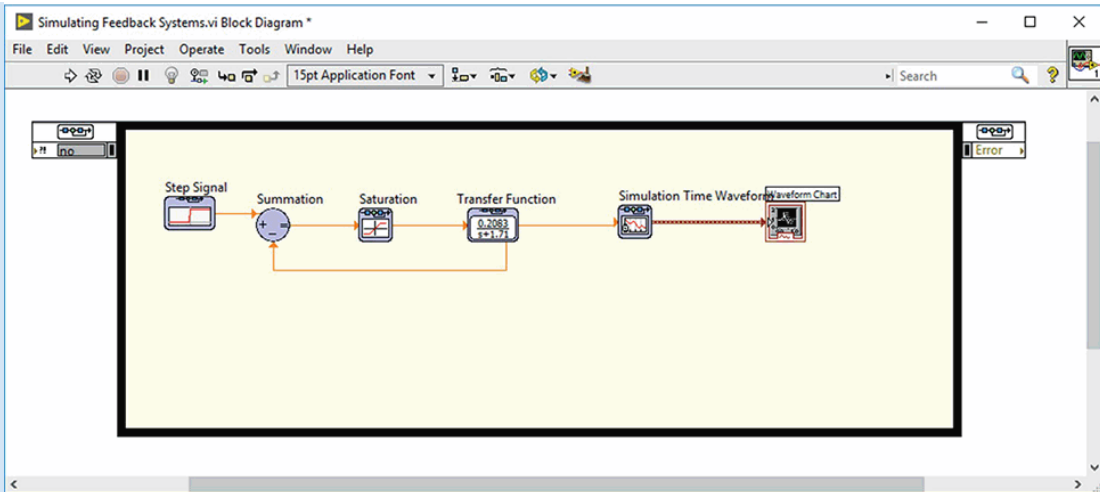 Simulating Feedback Systems.vi Block Diagram *
File Edit View Project Operate Tools Window Help
15pt Application Font
Search
1
no
Error
Step Signal
Summation
Saturation
Transfer Function
Simulation Time Waveform
Waveform Chart
+
−
=
0.2083
s+1.71